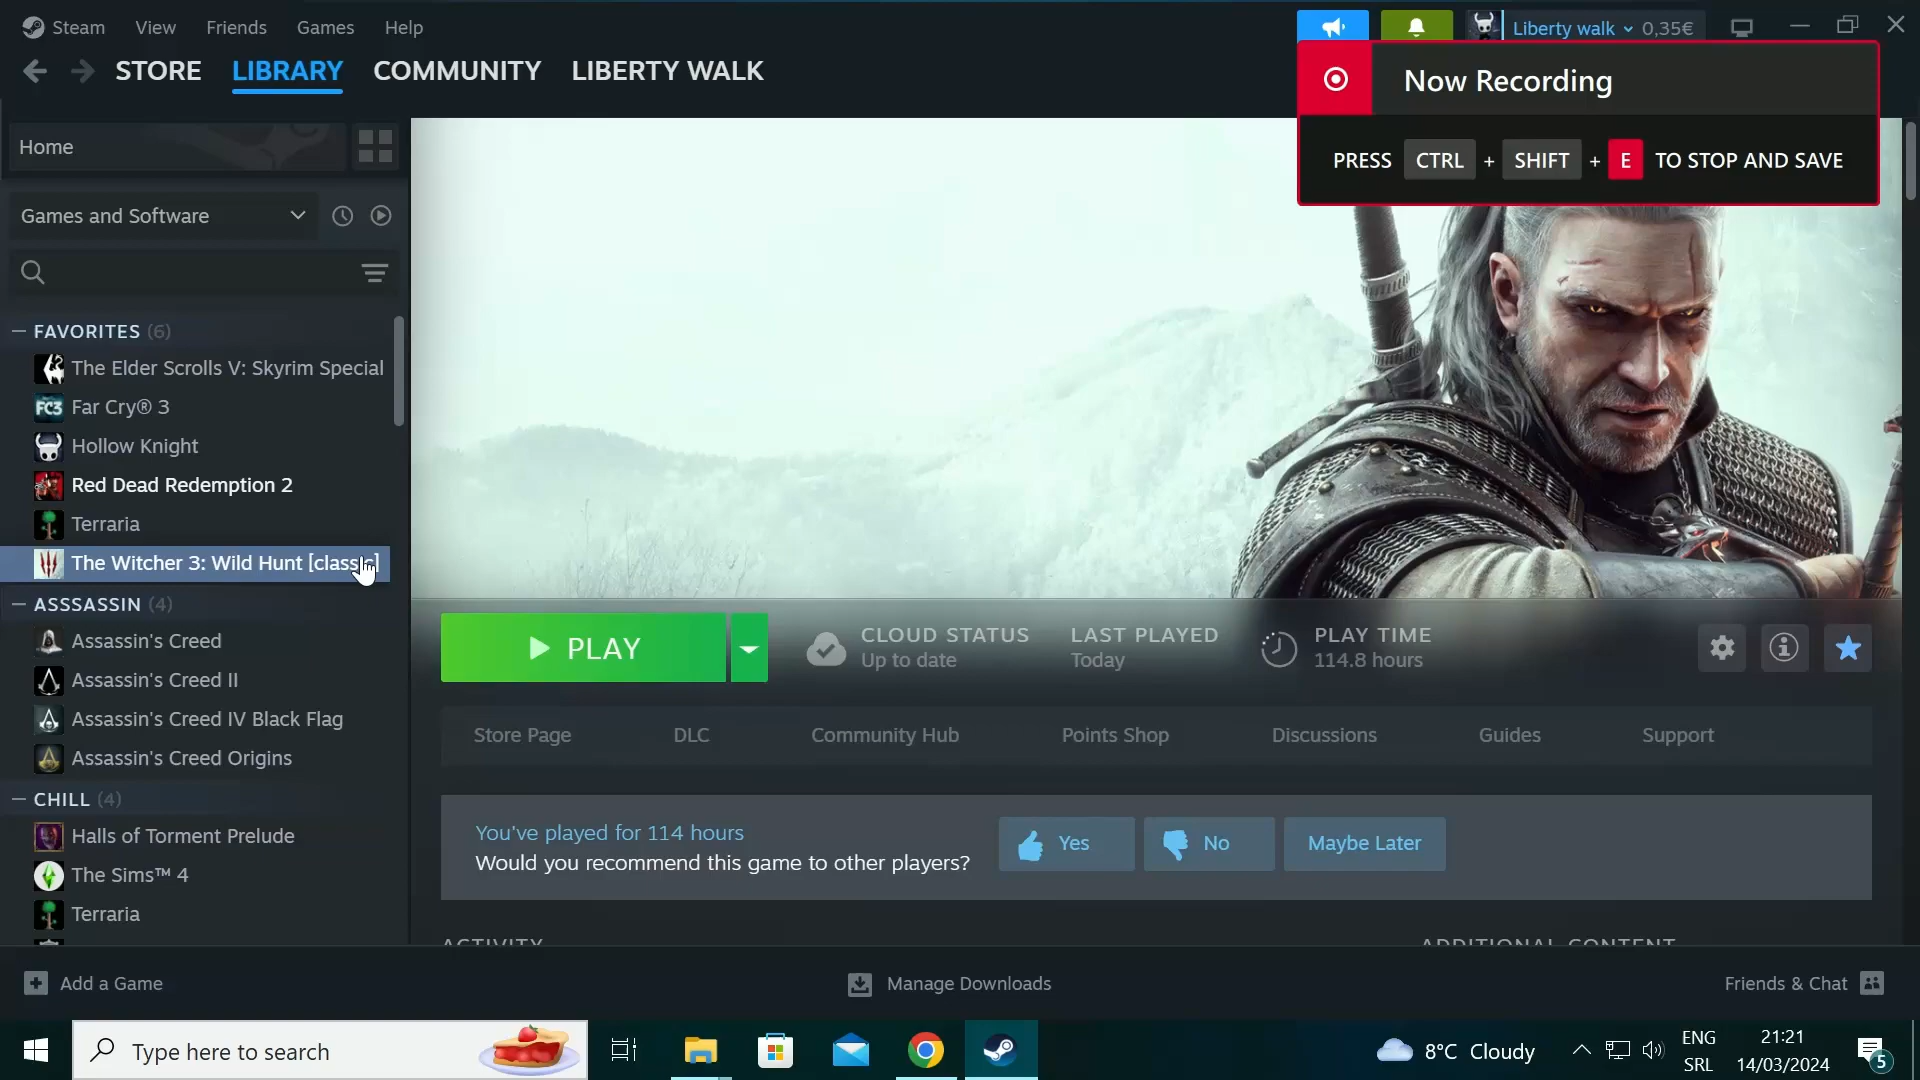 Steam View Friends Games Help
Liberty walk 0,35€
STORE LIBRARY COMMUNITY LIBERTY WALK
Now Recording
PRESS CTRL + SHIFT + E TO STOP AND SAVE
Home
Games and Software
FAVORITES (6)
The Elder Scrolls V: Skyrim Special
FC3 Far Cry® 3
Hollow Knight
Red Dead Redemption 2
Terraria
The Witcher 3: Wild Hunt [classic]
ASSSASSIN (4)
Assassin's Creed
Assassin's Creed II
Assassin's Creed IV Black Flag
Assassin's Creed Origins
CHILL (4)
Halls of Torment Prelude
The Sims™ 4
Terraria
PLAY
CLOUD STATUS
Up to date
LAST PLAYED
Today
PLAY TIME
114.8 hours
Store Page DLC Community Hub Points Shop Discussions Guides Support
You've played for 114 hours
Would you recommend this game to other players?
Yes No Maybe Later
ACTIVITY ADDITIONAL CONTENT
Add a Game Manage Downloads Friends & Chat
Type here to search
8°C Cloudy
ENG
SRL
21:21
14/03/2024
5